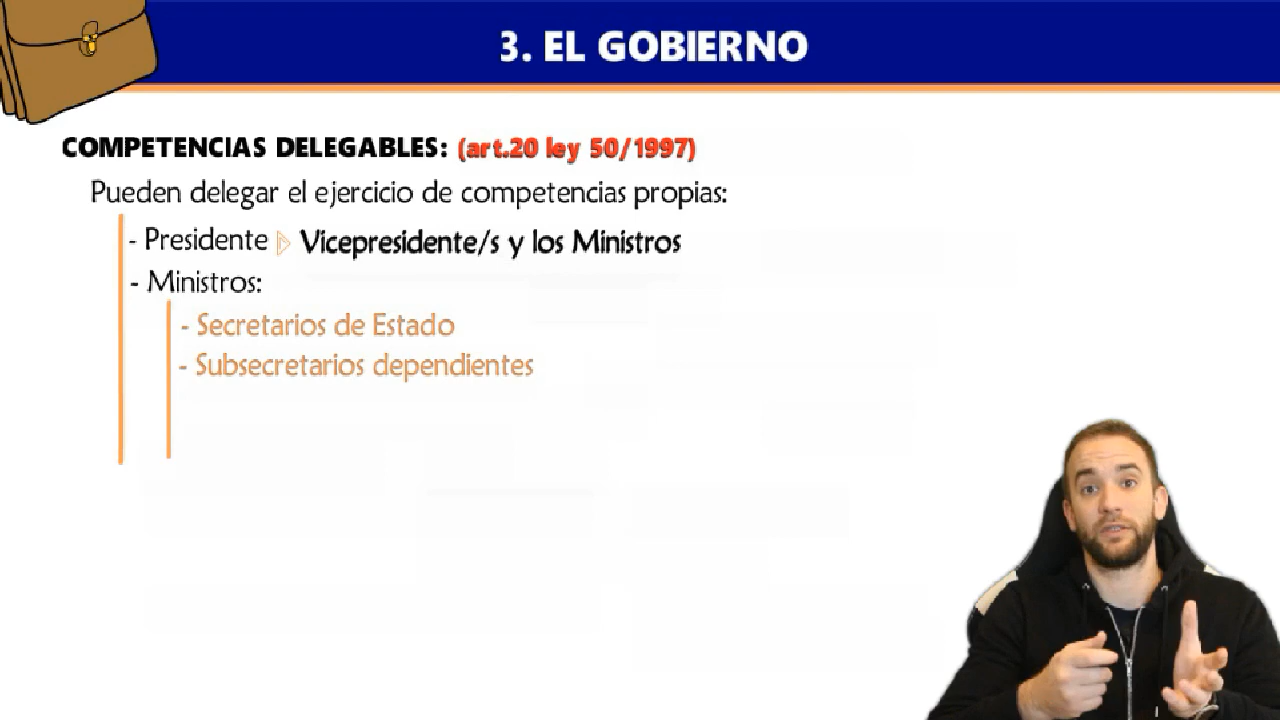 3. EL GOBIERNO
COMPETENCIAS DELEGABLES: (art.20 ley 50/1997)
Pueden delegar el ejercicio de competencias propias:
- Presidente ▷ Vicepresidente/s y los Ministros
- Ministros:
- Secretarios de Estado
- Subsecretarios dependientes